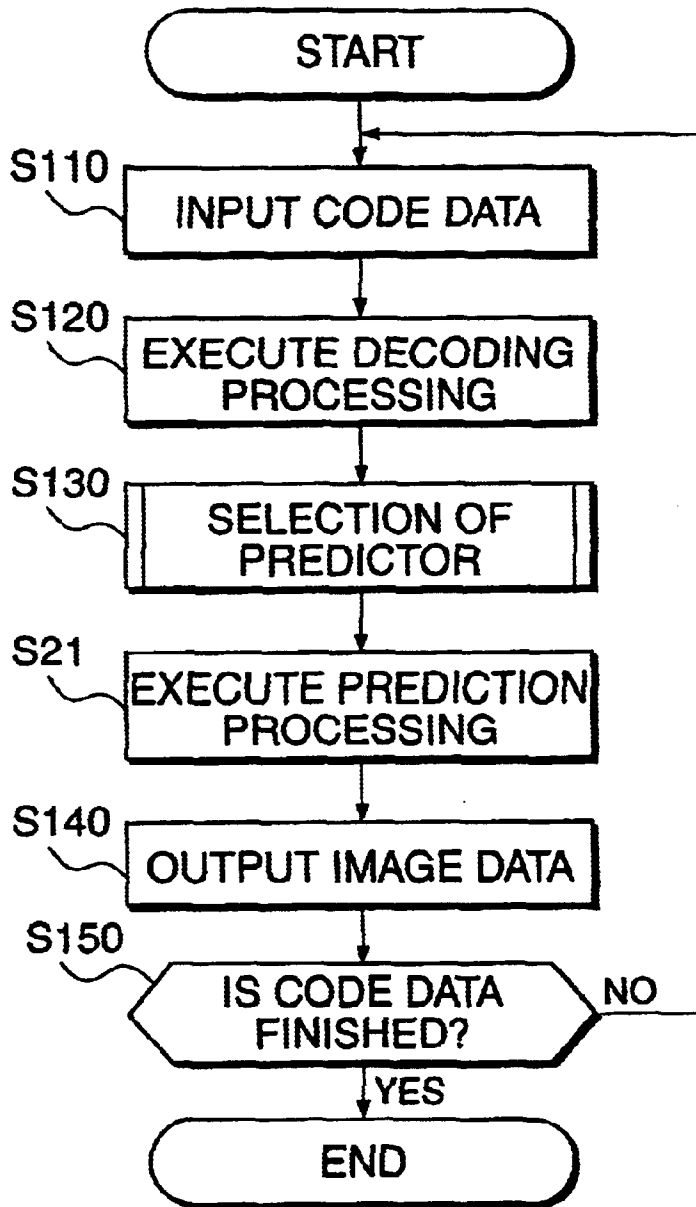 START
S110
INPUT CODE DATA
S120
EXECUTE DECODING
PROCESSING
S130
SELECTION OF
PREDICTOR
S21
EXECUTE PREDICTION
PROCESSING
S140
OUTPUT IMAGE DATA
S150
IS CODE DATA
FINISHED?
NO
YES
END